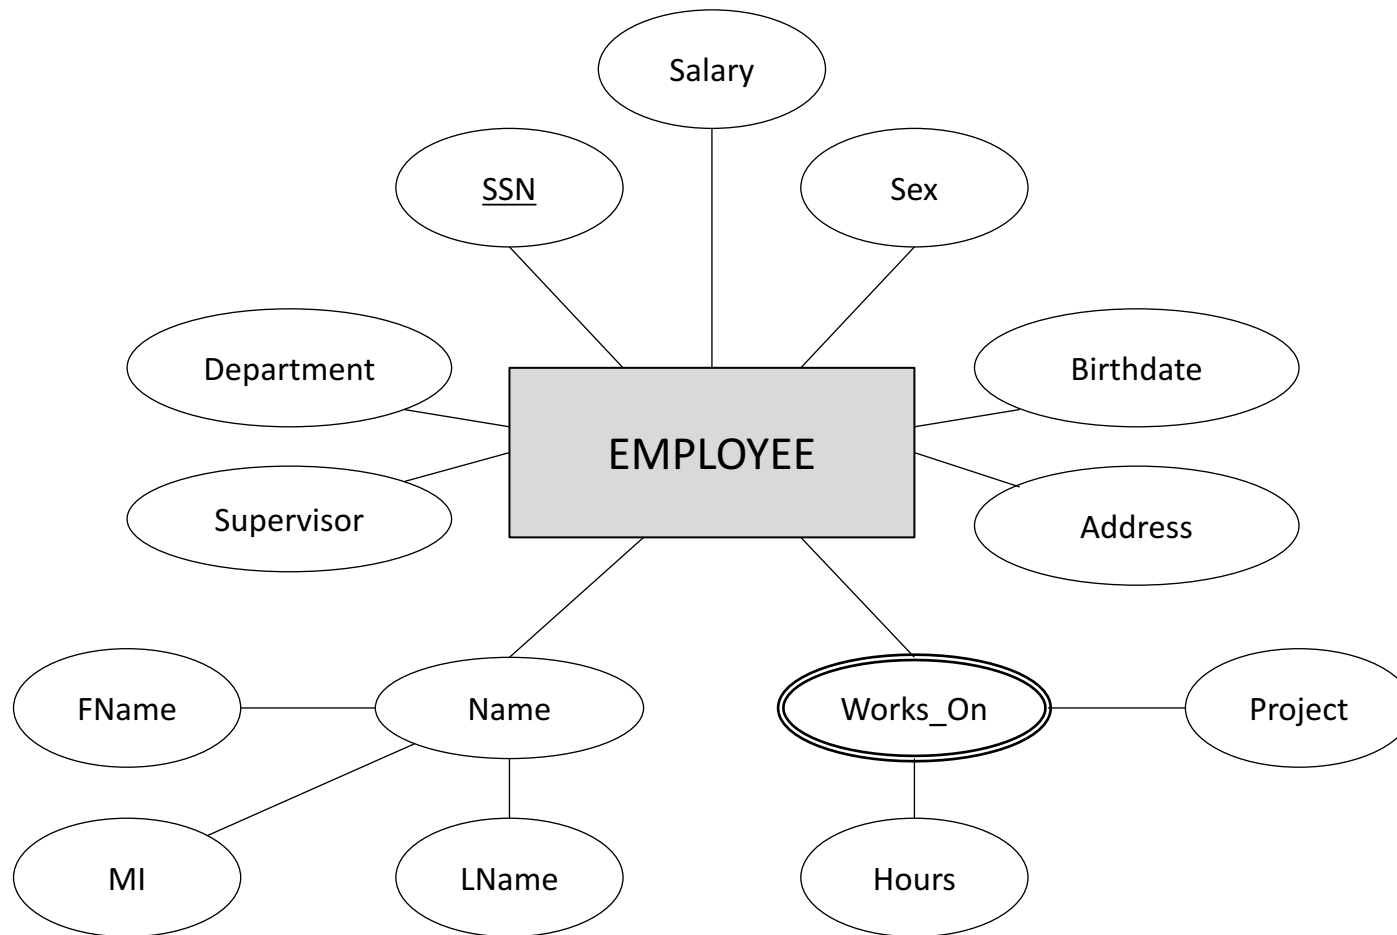 Salary
SSN
Sex
Department
Birthdate
EMPLOYEE
Supervisor
Address
FName
Name
Works_On
Project
MI
LName
Hours